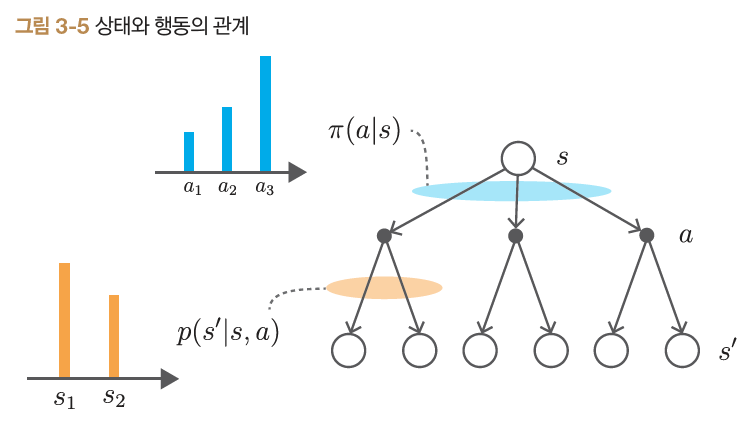 그림 3-5 상태와 행동의 관계
a₁ a₂ a₃
π(a|s)
s
a
p(s′|s, a)
s′
s₁ s₂